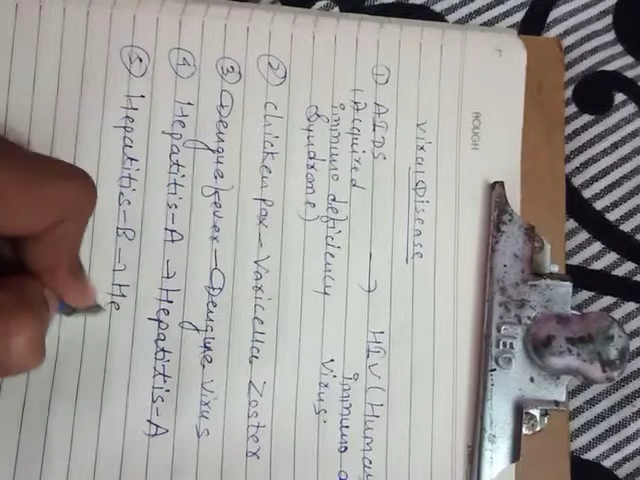 ROUGH
Viral Disease
① AIDS → HIV (Human
(Acquired immuno
immuno deficiency Virus.
Syndrome)
② Chicken pox - Varicella Zoster
③ Dengue fever - Dengue Virus
④ Hepatitis - A → Hepatitis - A
⑤ Hepatitis - B → He
LEO